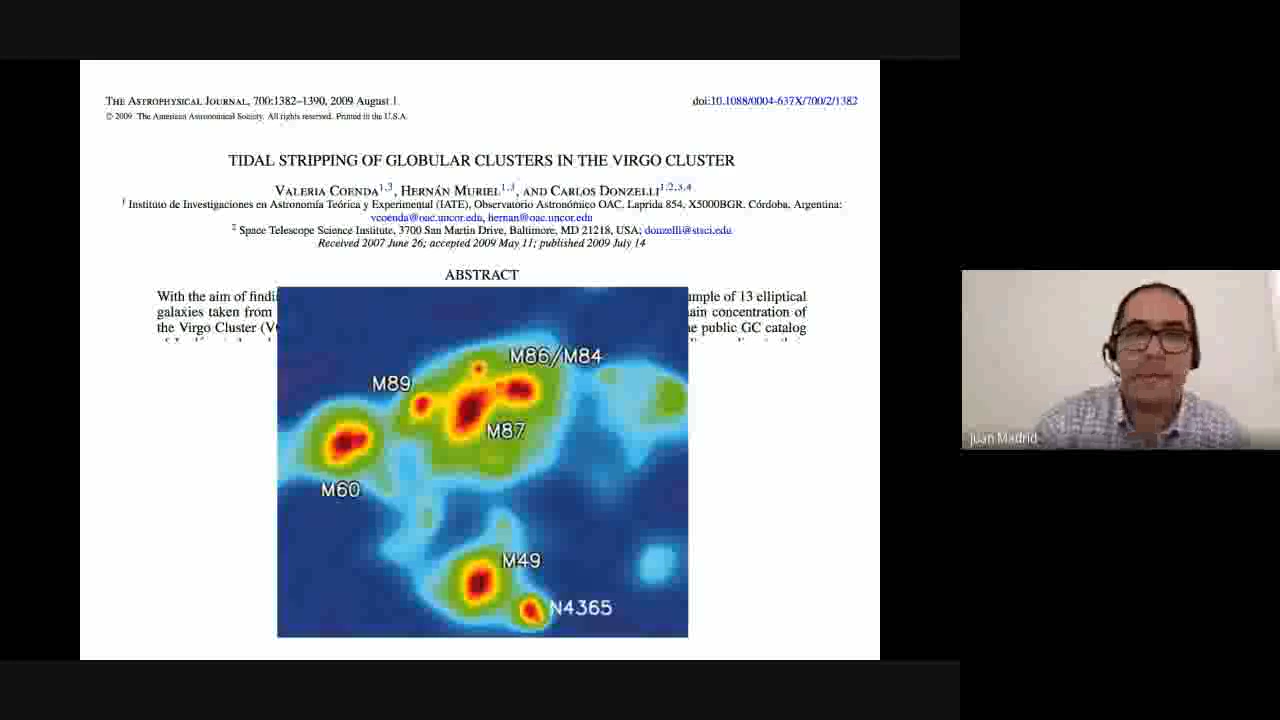 THE ASTROPHYSICAL JOURNAL, 700:1382–1390, 2009 August 1
doi:10.1088/0004-637X/700/2/1382
© 2009. The American Astronomical Society. All rights reserved. Printed in the U.S.A.
TIDAL STRIPPING OF GLOBULAR CLUSTERS IN THE VIRGO CLUSTER
VALERIA COENDA1,3, HERNÁN MURIEL1,3, AND CARLOS DONZELLI1,2,3,4
1 Instituto de Investigaciones en Astronomía Teórica y Experimental (IATE), Observatorio Astronómico OAC, Laprida 854, X5000BGR, Córdoba, Argentina;
vcoenda@oac.uncor.edu, hernan@oac.uncor.edu
2 Space Telescope Science Institute, 3700 San Martin Drive, Baltimore, MD 21218, USA; donzelli@stsci.edu
Received 2007 June 26; accepted 2009 May 11; published 2009 July 14
ABSTRACT
With the aim of of 13 elliptical
galaxies taken from concentration of
the Virgo Cluster public GC catalog
M86/M84
M89
M87
M60
M49
N4365
Juan Madrid